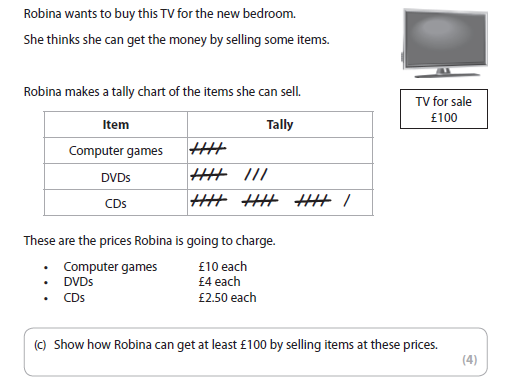 Robina wants to buy this TV for the new bedroom.
She thinks she can get the money by selling some items.
Robina makes a tally chart of the items she can sell.
TV for sale
£100
Item Tally
Computer games
DVDs
CDs
These are the prices Robina is going to charge.
• Computer games £10 each
• DVDs £4 each
• CDs £2.50 each
(c) Show how Robina can get at least £100 by selling items at these prices.
(4)